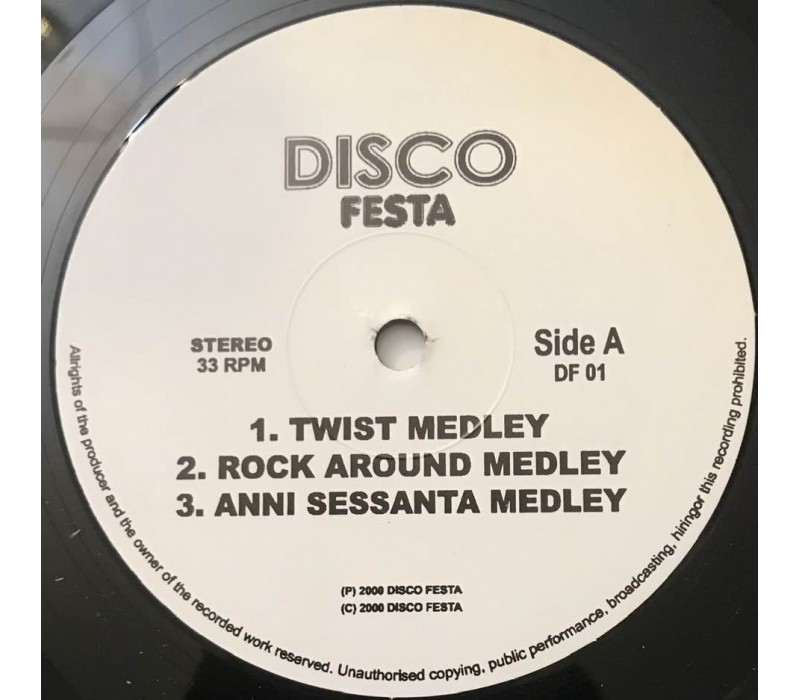 DISCO
FESTA
STEREO
33 RPM
Side A
DF 01
1. TWIST MEDLEY
2. ROCK AROUND MEDLEY
3. ANNI SESSANTA MEDLEY
(P) 2000 DISCO FESTA
(C) 2000 DISCO FESTA
Allrights of the producer and the owner of the recorded work reserved. Unauthorised copying, public performance, broadcasting, hiringor this recording prohibited.